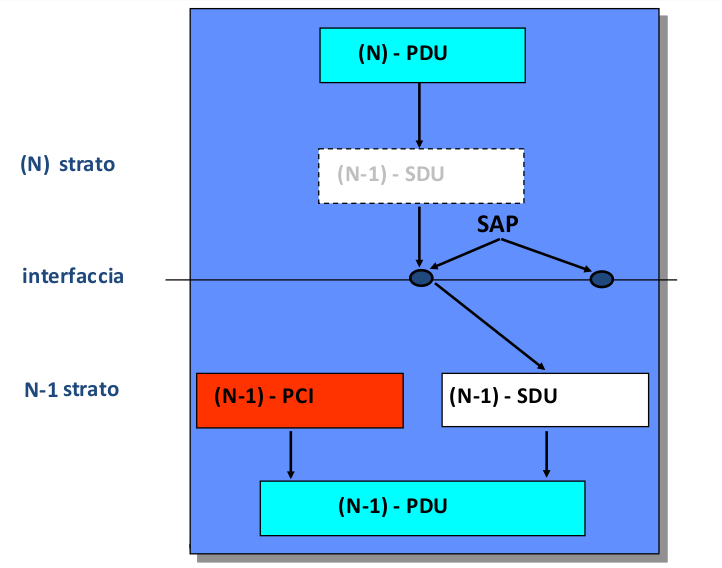 (N) - PDU
(N) strato
(N-1) - SDU
SAP
interfaccia
N-1 strato
(N-1) - PCI
(N-1) - SDU
(N-1) - PDU